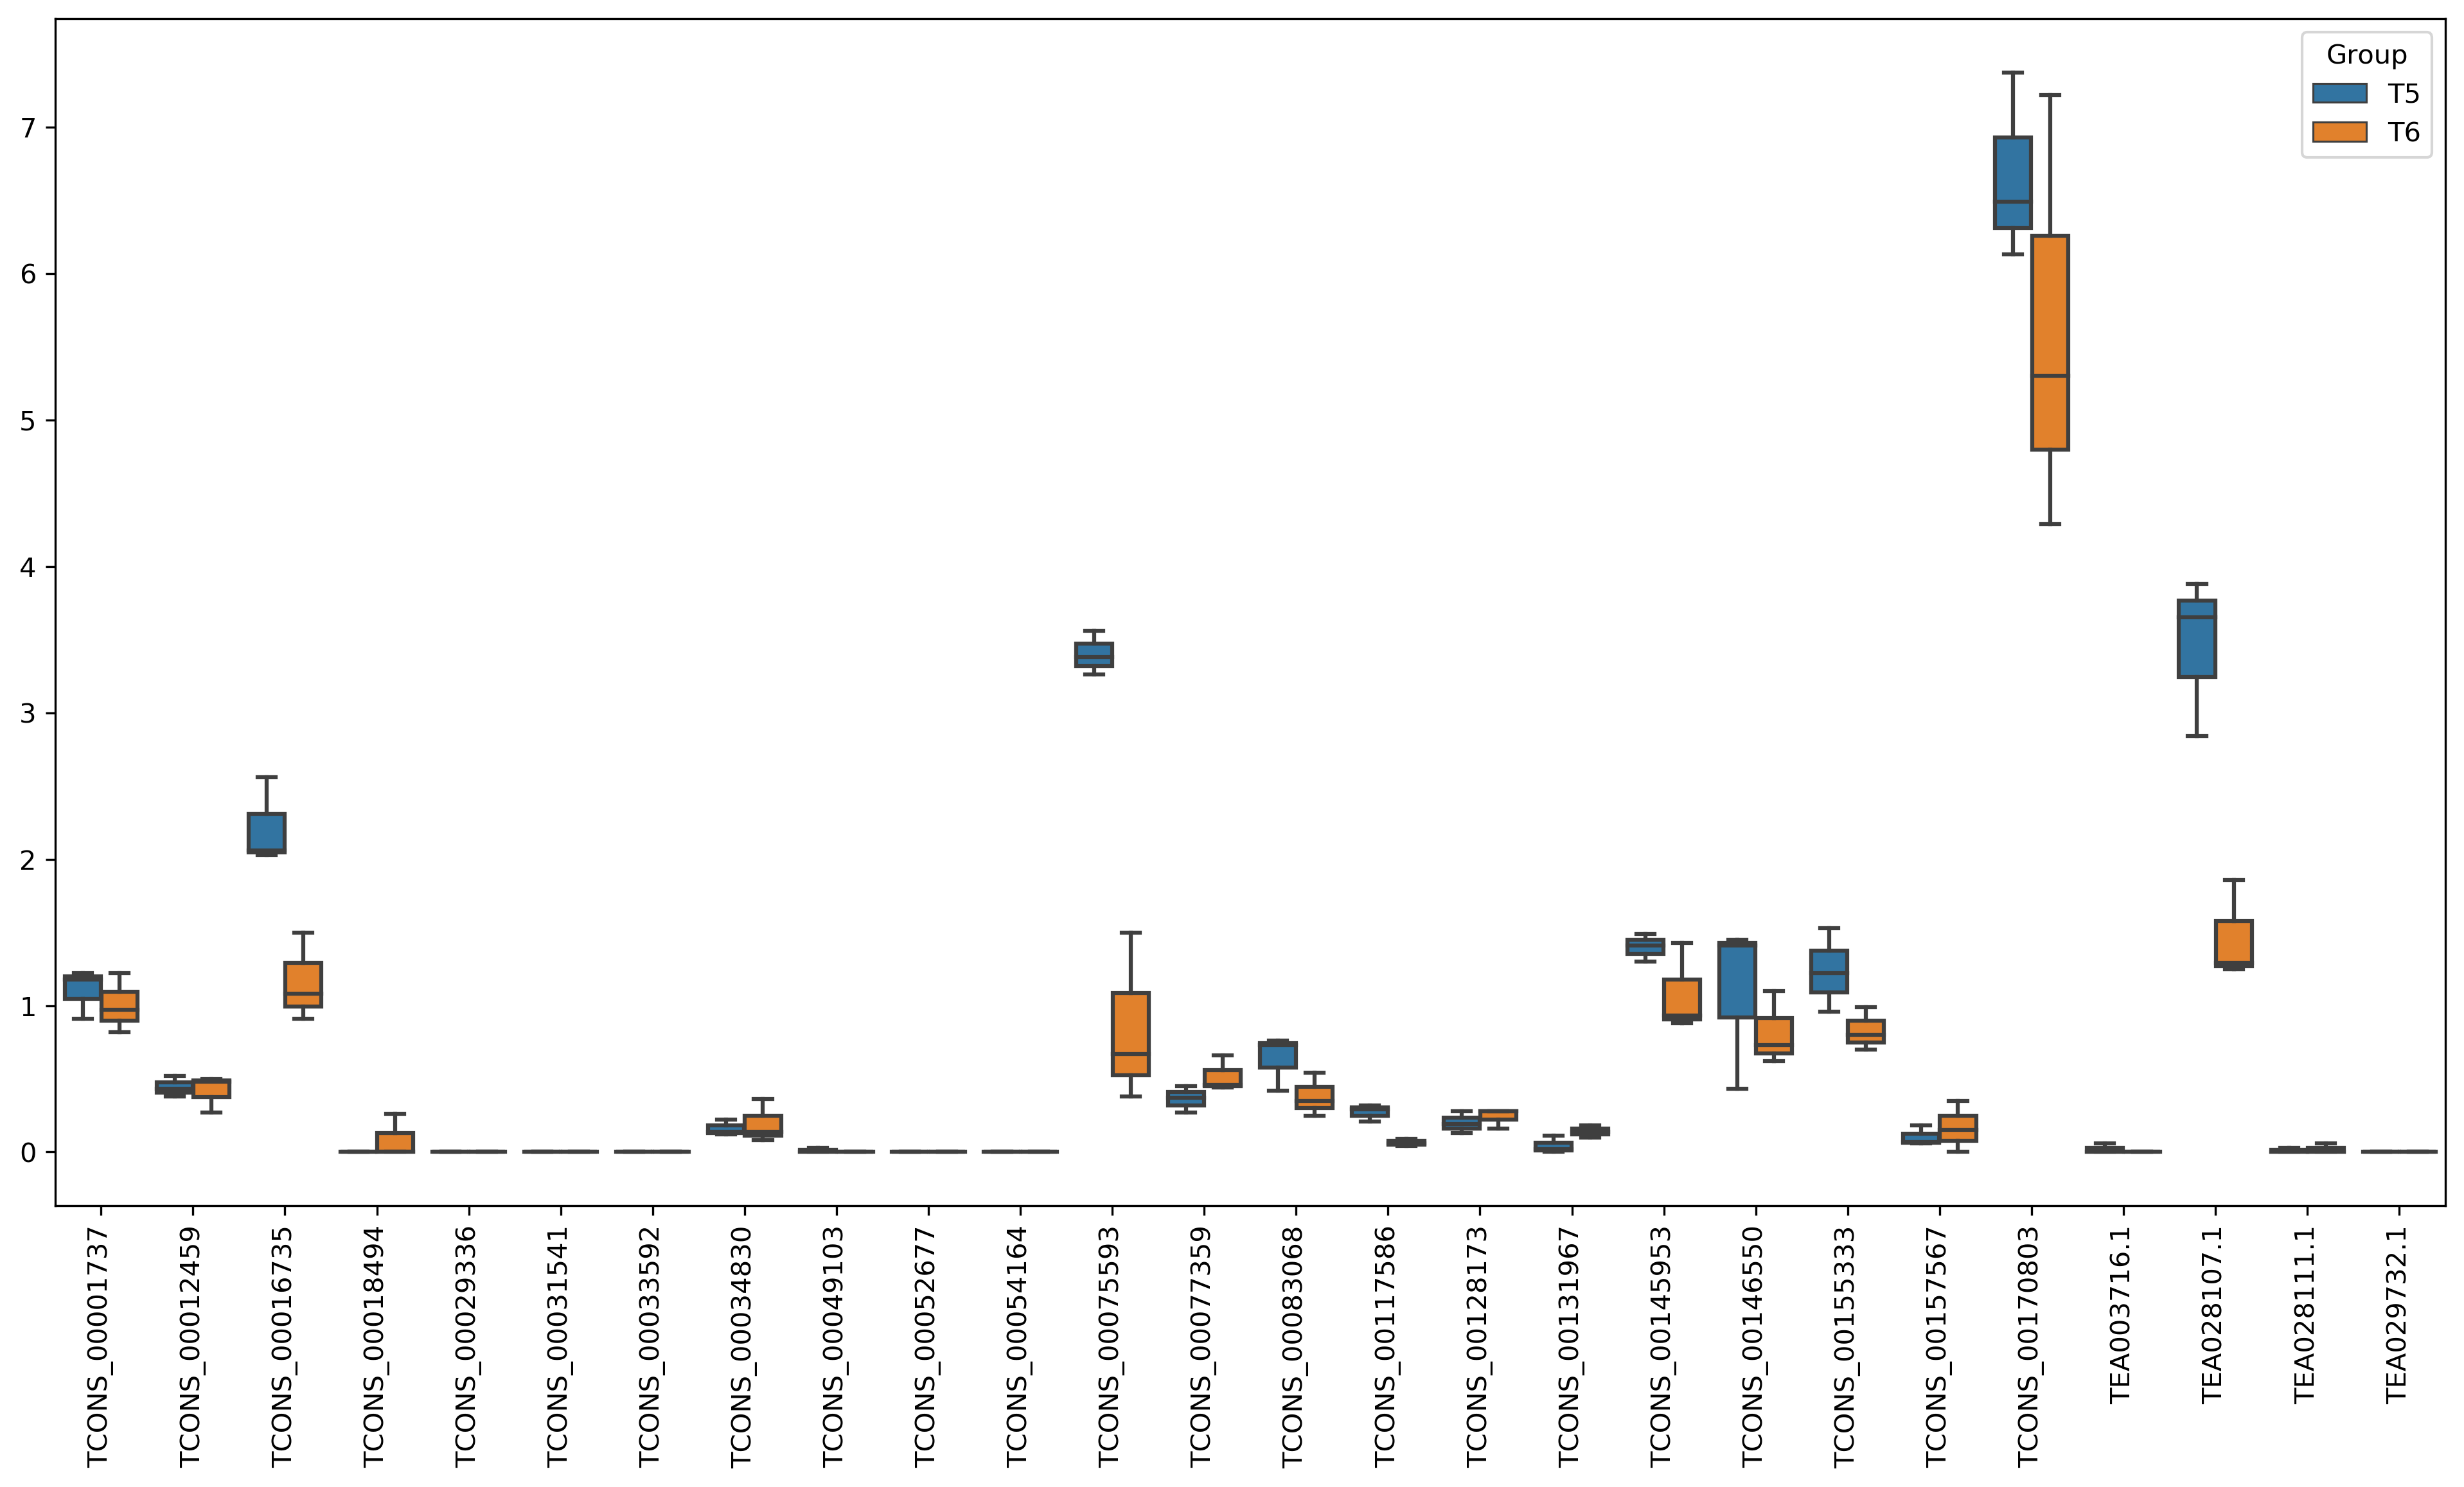 Group
T5
T6
7
6
5
4
3
2
1
0
TCONS_00001737
TCONS_00012459
TCONS_00016735
TCONS_00018494
TCONS_00029336
TCONS_00031541
TCONS_00033592
TCONS_00034830
TCONS_00049103
TCONS_00052677
TCONS_00054164
TCONS_00075593
TCONS_00077359
TCONS_00083068
TCONS_00117586
TCONS_00128173
TCONS_00131967
TCONS_00145953
TCONS_00146550
TCONS_00155333
TCONS_00157567
TCONS_00170803
TEA003716.1
TEA028107.1
TEA028111.1
TEA029732.1